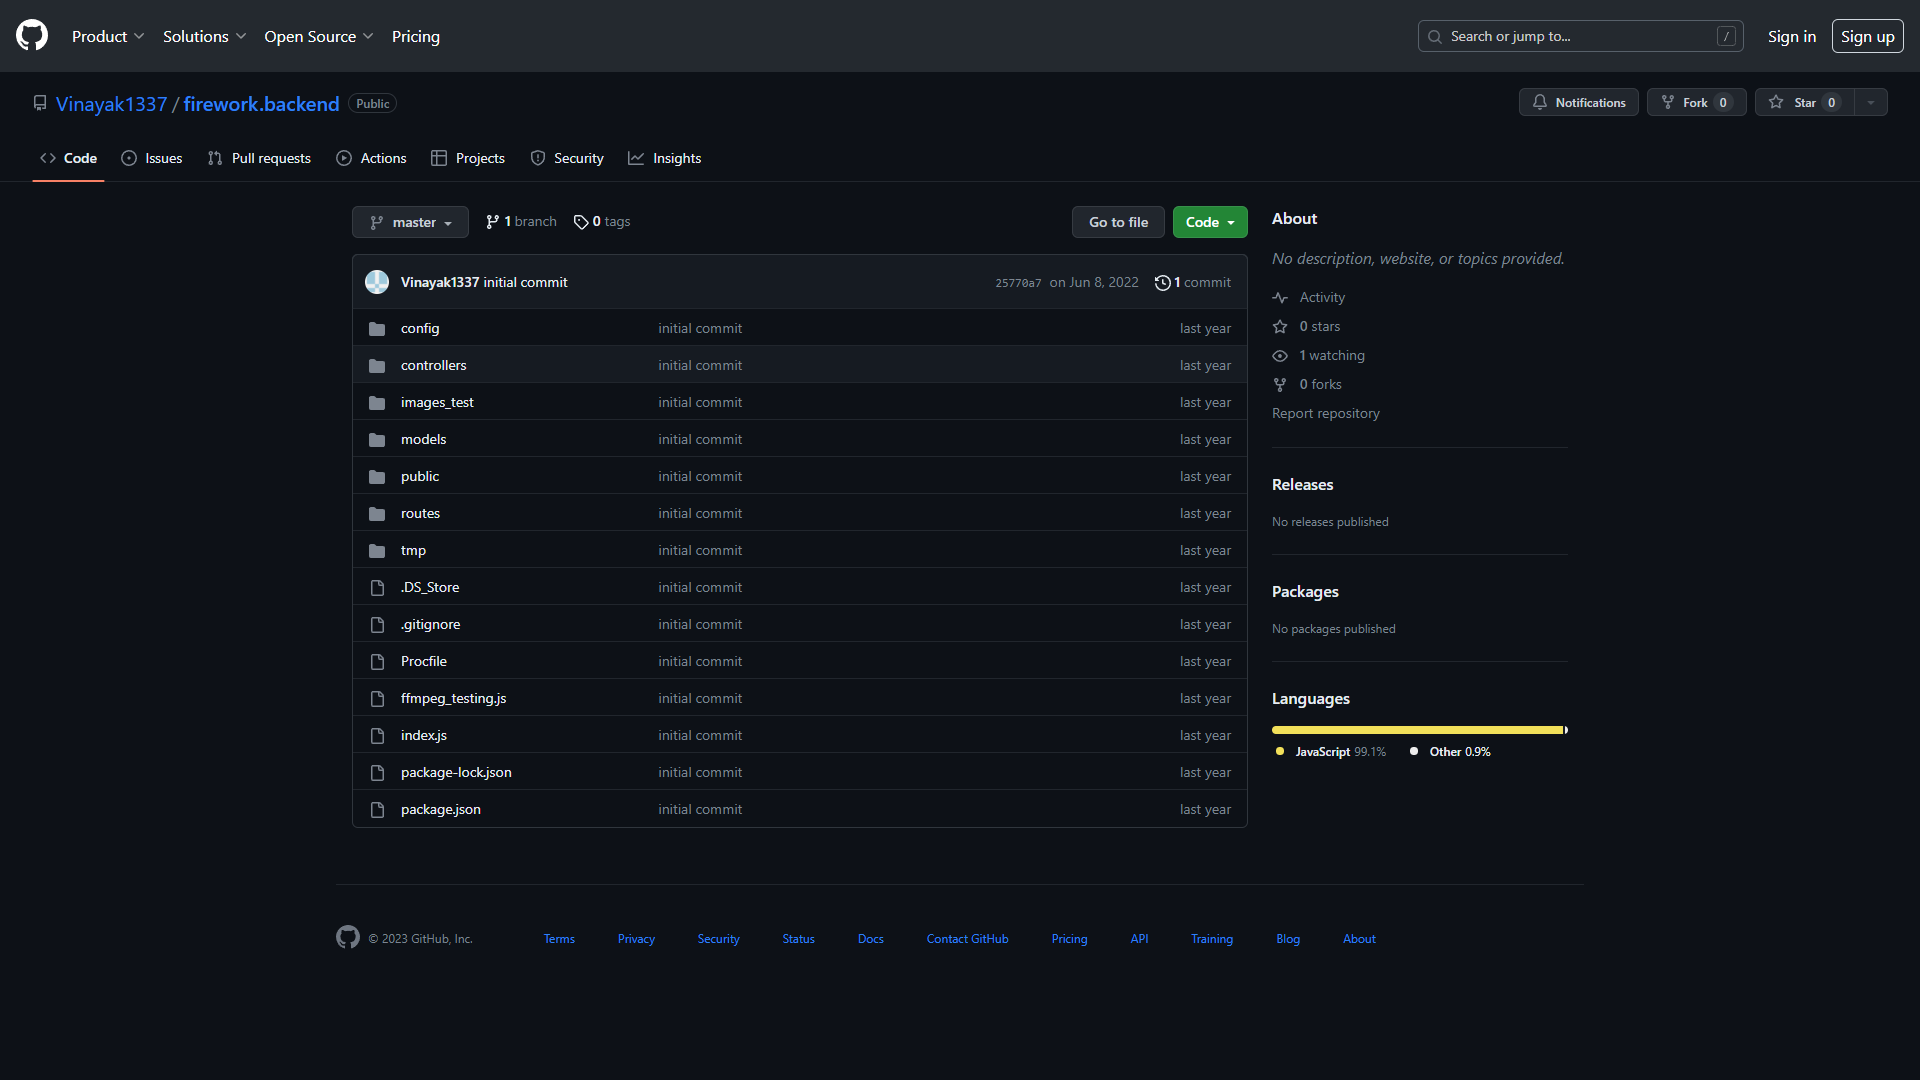 Product Solutions Open Source Pricing Search or jump to... / Sign in Sign up
Vinayak1337 / firework.backend Public Notifications Fork 0 Star 0
Code Issues Pull requests Actions Projects Security Insights
master 1 branch 0 tags Go to file Code
Vinayak1337 initial commit 25770a7 on Jun 8, 2022 1 commit
config initial commit last year
controllers initial commit last year
images_test initial commit last year
models initial commit last year
public initial commit last year
routes initial commit last year
tmp initial commit last year
.DS_Store initial commit last year
.gitignore initial commit last year
Procfile initial commit last year
ffmpeg_testing.js initial commit last year
index.js initial commit last year
package-lock.json initial commit last year
package.json initial commit last year
About
No description, website, or topics provided.
Activity
0 stars
1 watching
0 forks
Report repository
Releases
No releases published
Packages
No packages published
Languages
JavaScript 99.1% Other 0.9%
© 2023 GitHub, Inc. Terms Privacy Security Status Docs Contact GitHub Pricing API Training Blog About